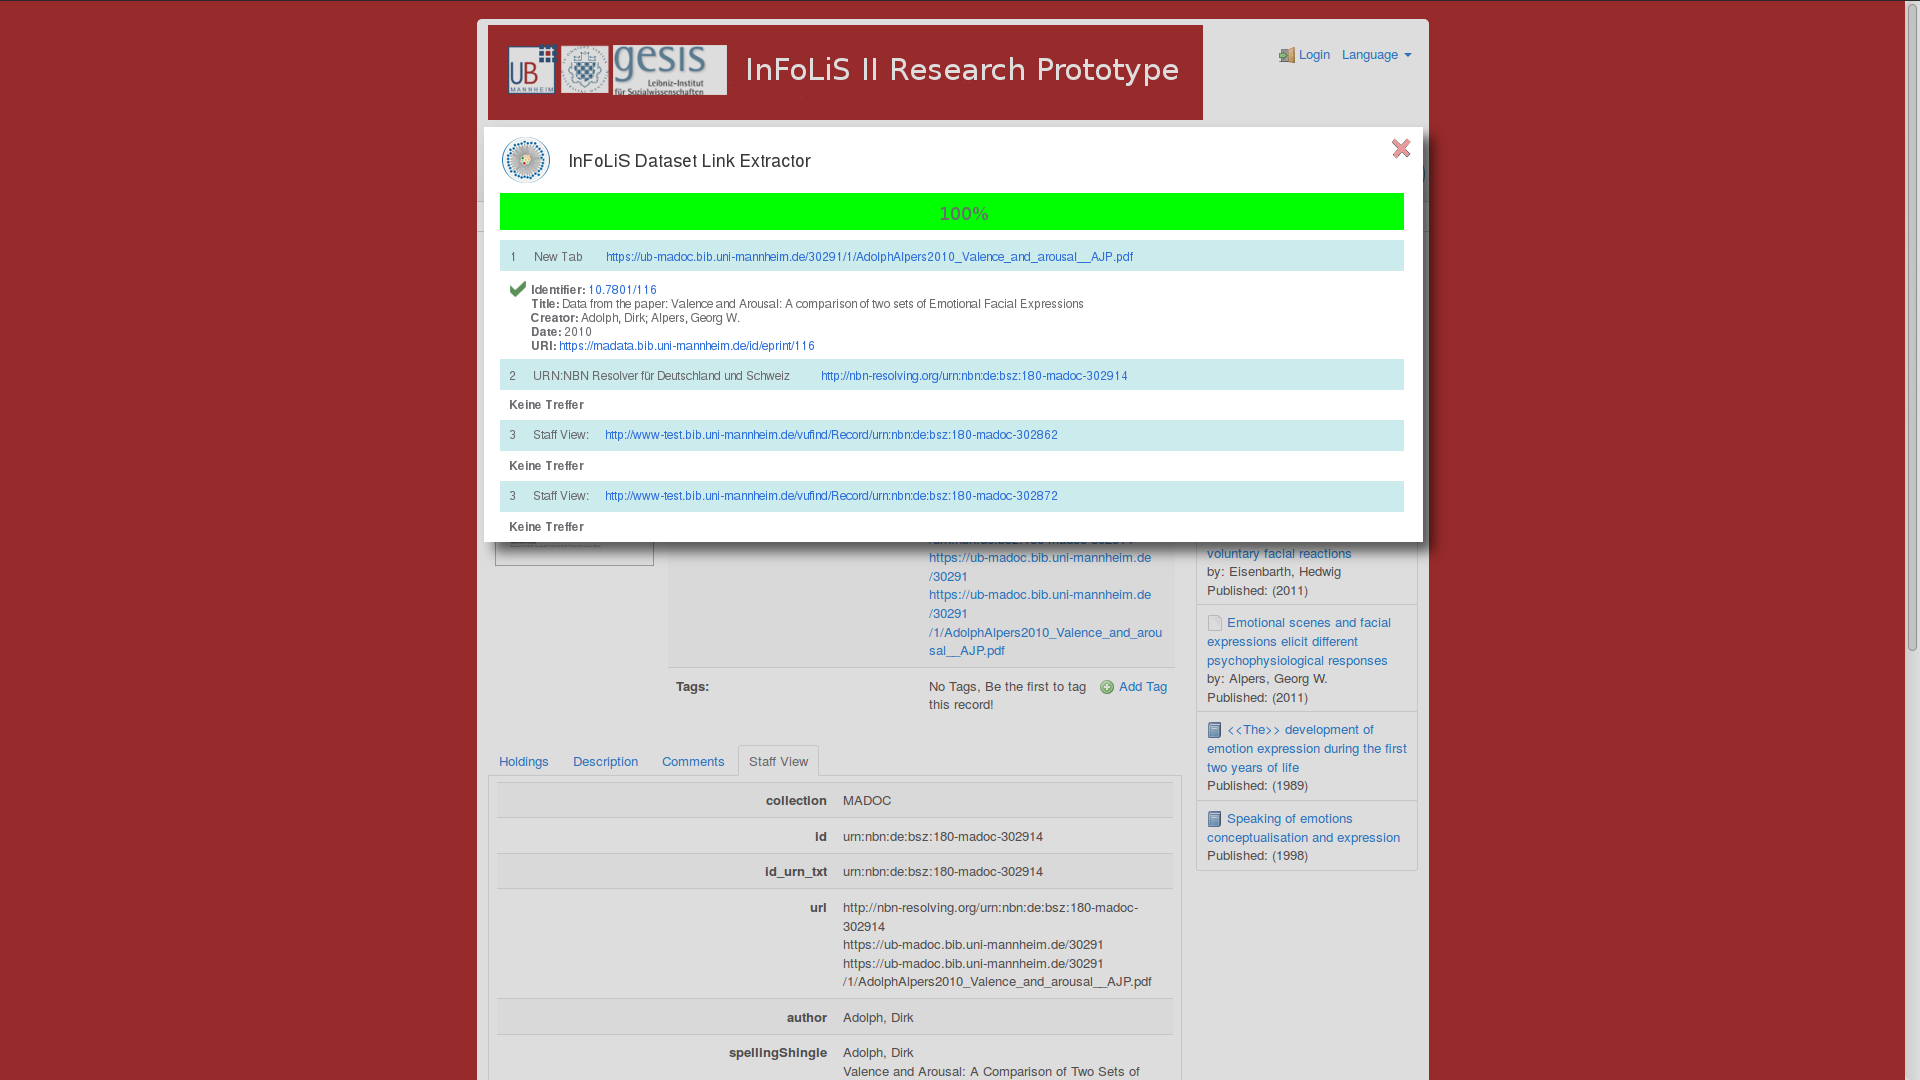 UB
MANNHEIM
gesis
Leibniz-Institut
für Sozialwissenschaften
InFoLiS II Research Prototype
Login
Language
InFoLiS Dataset Link Extractor
100%
1 New Tab https://ub-madoc.bib.uni-mannheim.de/30291/1/AdolphAlpers2010_Valence_and_arousal__AJP.pdf
Identifier: 10.7801/116
Title: Data from the paper: Valence and Arousal: A comparison of two sets of Emotional Facial Expressions
Creator: Adolph, Dirk; Alpers, Georg W.
Date: 2010
URI: https://madata.bib.uni-mannheim.de/id/eprint/116
2 URN:NBN Resolver für Deutschland und Schweiz http://nbn-resolving.org/urn:nbn:de:bsz:180-madoc-302914
Keine Treffer
3 Staff View: http://www-test.bib.uni-mannheim.de/vufind/Record/urn:nbn:de:bsz:180-madoc-302862
Keine Treffer
3 Staff View: http://www-test.bib.uni-mannheim.de/vufind/Record/urn:nbn:de:bsz:180-madoc-302872
Keine Treffer
https://ub-madoc.bib.uni-mannheim.de
/30291
https://ub-madoc.bib.uni-mannheim.de
/30291
/1/AdolphAlpers2010_Valence_and_arou
sal__AJP.pdf
Tags:
No Tags, Be the first to tag
this record!
Add Tag
voluntary facial reactions
by: Eisenbarth, Hedwig
Published: (2011)
Emotional scenes and facial
expressions elicit different
psychophysiological responses
by: Alpers, Georg W.
Published: (2011)
<<The>> development of
emotion expression during the first
two years of life
Published: (1989)
Speaking of emotions
conceptualisation and expression
Published: (1998)
Holdings
Description
Comments
Staff View
collection MADOC
id urn:nbn:de:bsz:180-madoc-302914
id_urn_txt urn:nbn:de:bsz:180-madoc-302914
url http://nbn-resolving.org/urn:nbn:de:bsz:180-madoc-
302914
https://ub-madoc.bib.uni-mannheim.de/30291
https://ub-madoc.bib.uni-mannheim.de/30291
/1/AdolphAlpers2010_Valence_and_arousal__AJP.pdf
author Adolph, Dirk
spellingShingle Adolph, Dirk
Valence and Arousal: A Comparison of Two Sets of